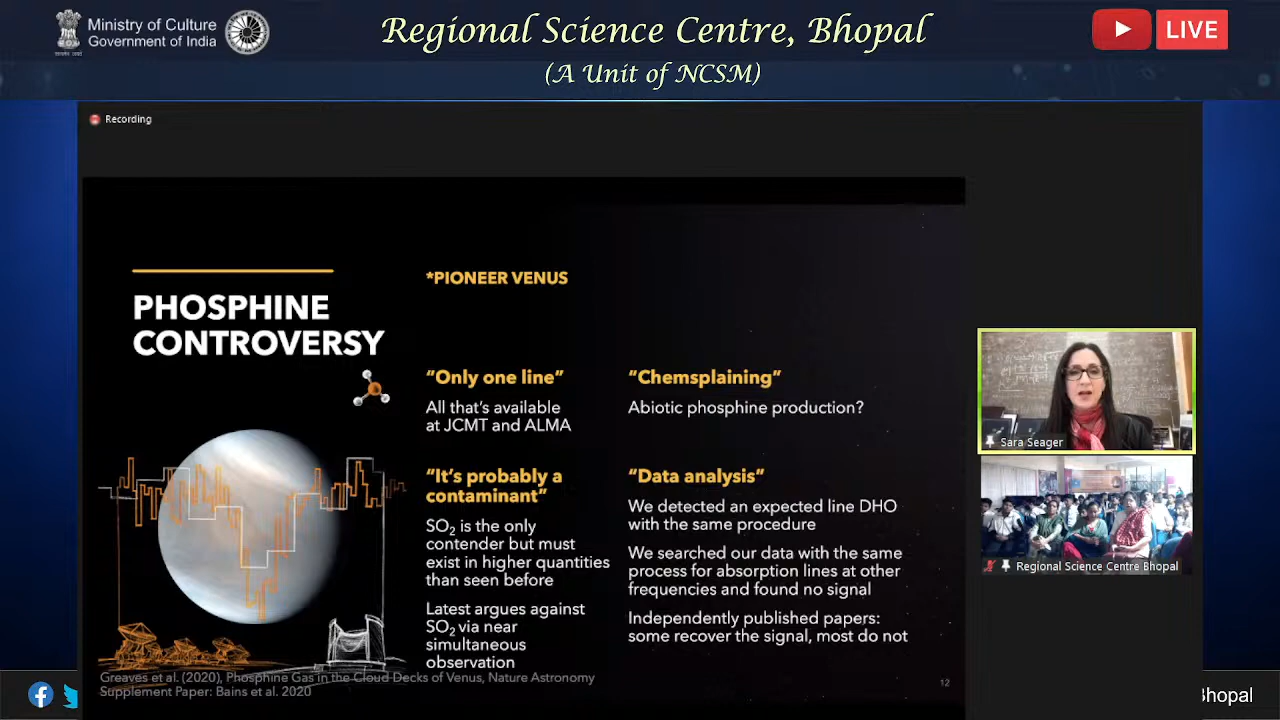 Ministry of Culture
Government of India
Regional Science Centre, Bhopal
(A Unit of NCSM)
LIVE
Recording
PHOSPHINE
CONTROVERSY
*PIONEER VENUS
"Only one line"
All that's available
at JCMT and ALMA
"It's probably a
contaminant"
SO₂ is the only
contender but must
exist in higher quantities
than seen before
Latest argues against
SO₂ via near
simultaneous
observation
"Chemsplaining"
Abiotic phosphine production?
"Data analysis"
We detected an expected line DHO
with the same procedure
We searched our data with the same
process for absorption lines at other
frequencies and found no signal
Independently published papers:
some recover the signal, most do not
Greaves et al. (2020), Phosphine Gas in the Cloud Decks of Venus, Nature Astronomy
Supplement Paper: Bains et al. 2020
12
Sara Seager
Regional Science Centre Bhopal
Bhopal